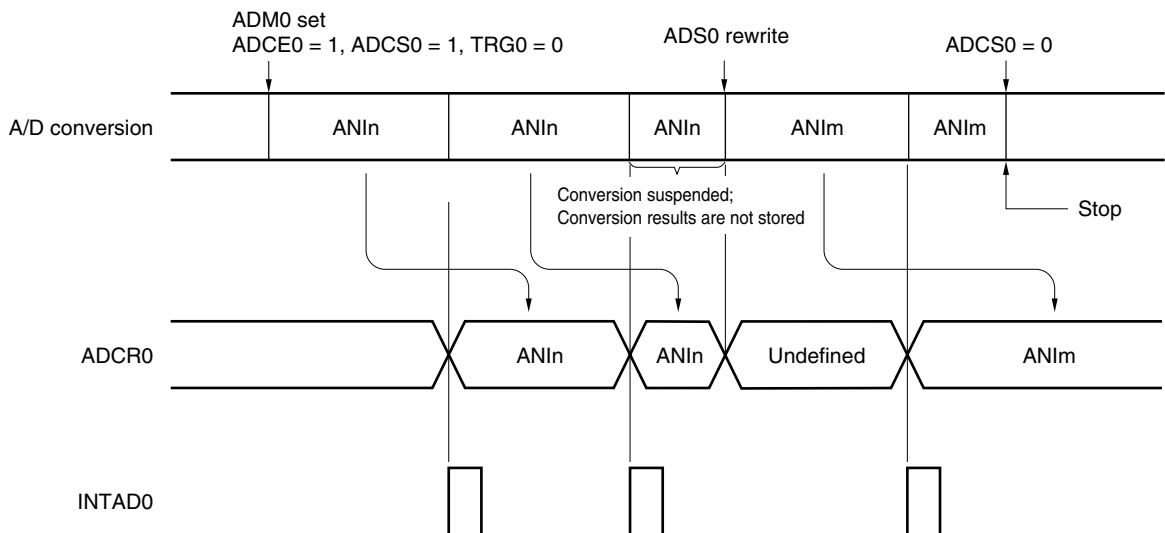 ADM0 set
ADCE0 = 1, ADCS0 = 1, TRG0 = 0
ADS0 rewrite
ADCS0 = 0
A/D conversion
ANIn
ANIn
ANIn
ANIm
ANIm
Conversion suspended;
Conversion results are not stored
Stop
ADCR0
ANIn
ANIn
Undefined
ANIm
INTAD0